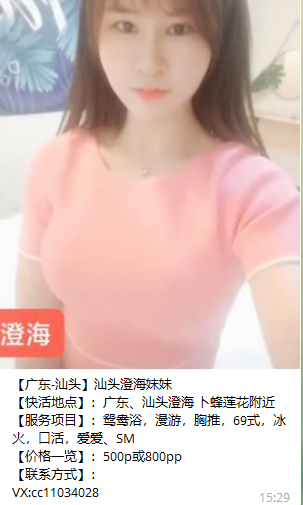 澄海
【广东-汕头】汕头澄海妹妹
【快活地点】：广东、汕头澄海 卜蜂莲花附近
【服务项目】：鸳鸯浴，漫游，胸推，69式，冰
火，口活，爱爱、SM
【价格一览】：500p或800pp
【联系方式】：
VX:cc11034028
15:29